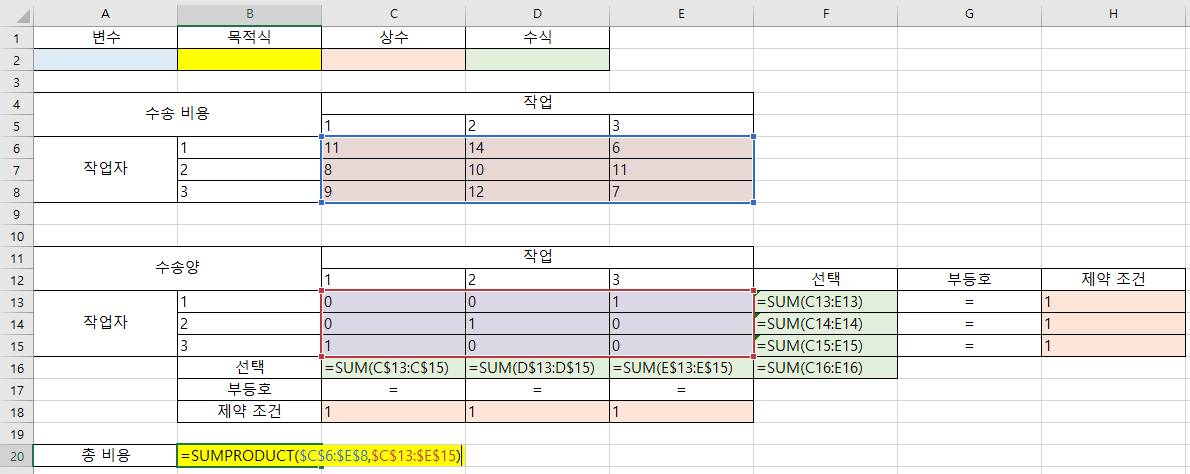 A B C D E F G H
1 변수 목적식 상수 수식
2
3
4 수송 비용 작업
5 1 2 3
6 작업자 1 11 14 6
7 2 8 10 11
8 3 9 12 7
9
10
11 수송양 작업
12 1 2 3 선택 부등호 제약 조건
13 작업자 1 0 0 1 =SUM(C13:E13) = 1
14 2 0 1 0 =SUM(C14:E14) = 1
15 3 1 0 0 =SUM(C15:E15) = 1
16 선택 =SUM(C$13:C$15) =SUM(D$13:D$15) =SUM(E$13:E$15) =SUM(C16:E16)
17 부등호 = = =
18 제약 조건 1 1 1
19
20 총 비용 =SUMPRODUCT($C$6:$E$8,$C$13:$E$15)